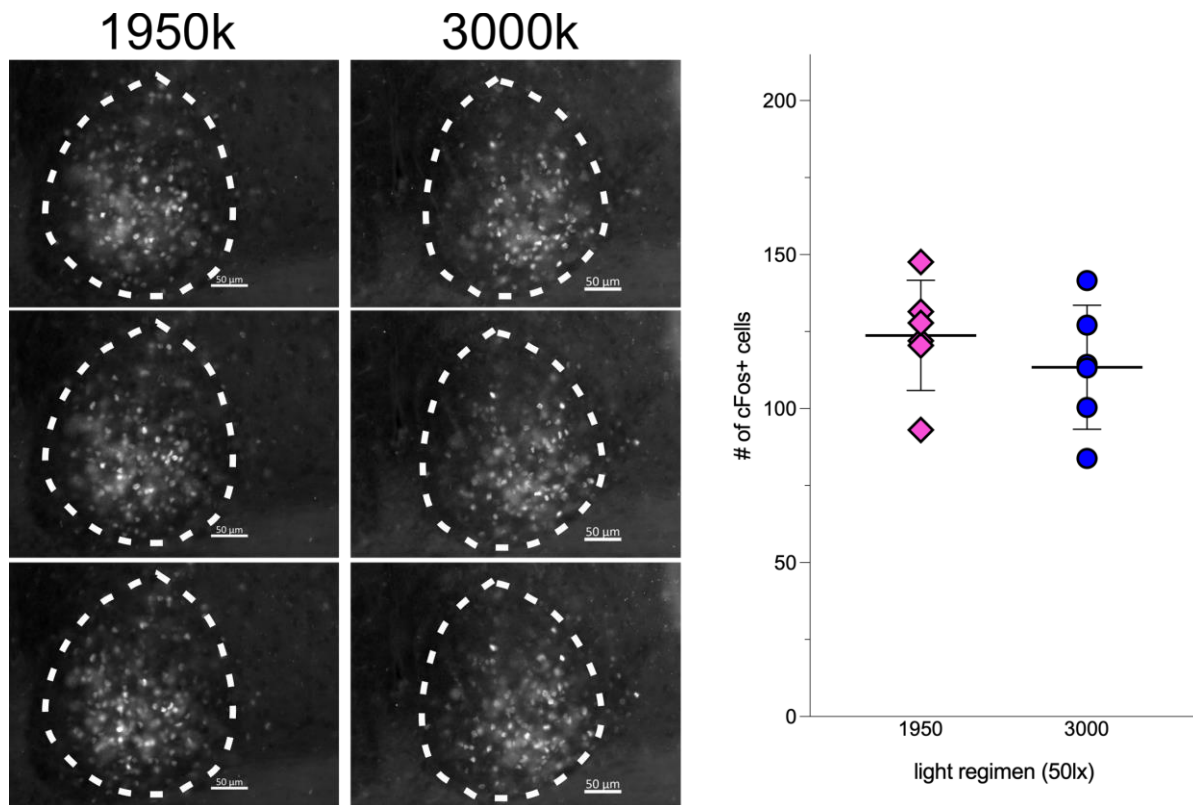 1950k
3000k
50 µm
50 µm
50 µm
50 µm
50 µm
50 µm
# of cFos+ cells
200
150
100
50
0
1950
3000
light regimen (50lx)